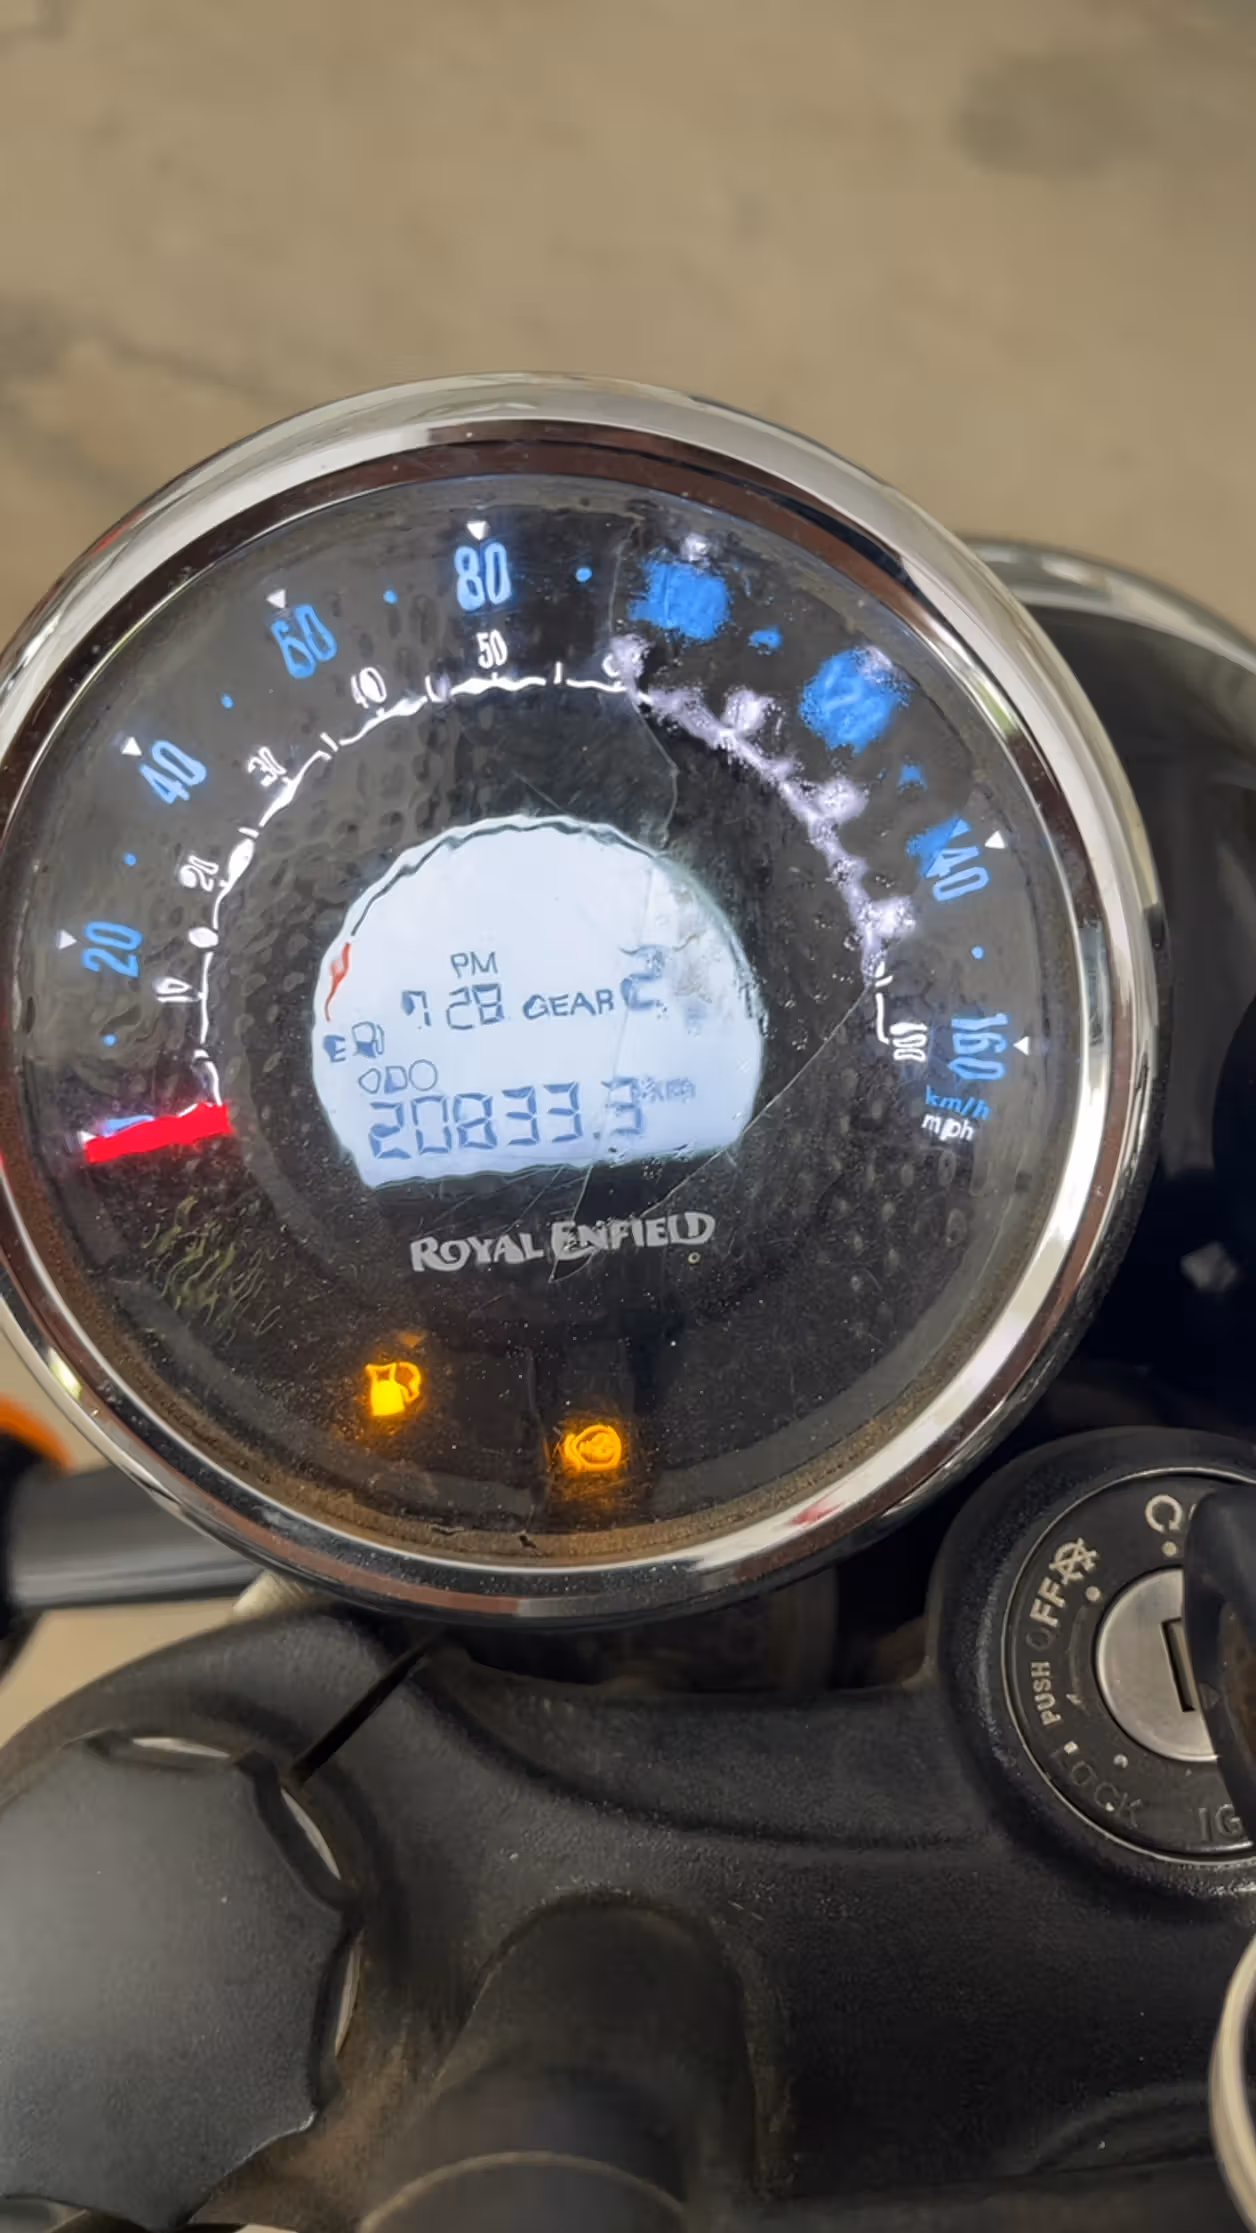 80
60
50
40
40
30
20
140
20
10
PM
7 28 GEAR 2
E
160
ODO
km/h
20833.3 km
mph
ROYAL ENFIELD
OFF
PUSH
LOCK
IG